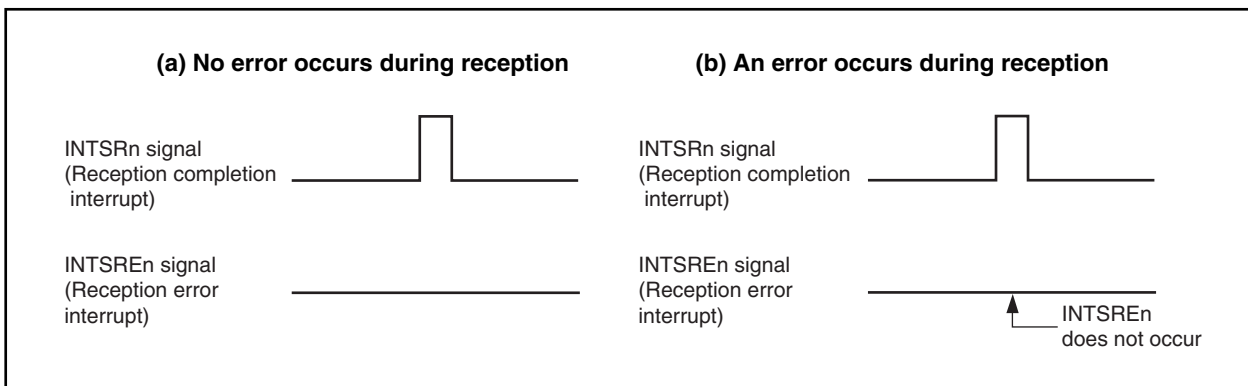 (a) No error occurs during reception
INTSRn signal
(Reception completion
interrupt)
INTSREn signal
(Reception error
interrupt)
(b) An error occurs during reception
INTSRn signal
(Reception completion
interrupt)
INTSREn signal
(Reception error
interrupt)
INTSREn
does not occur